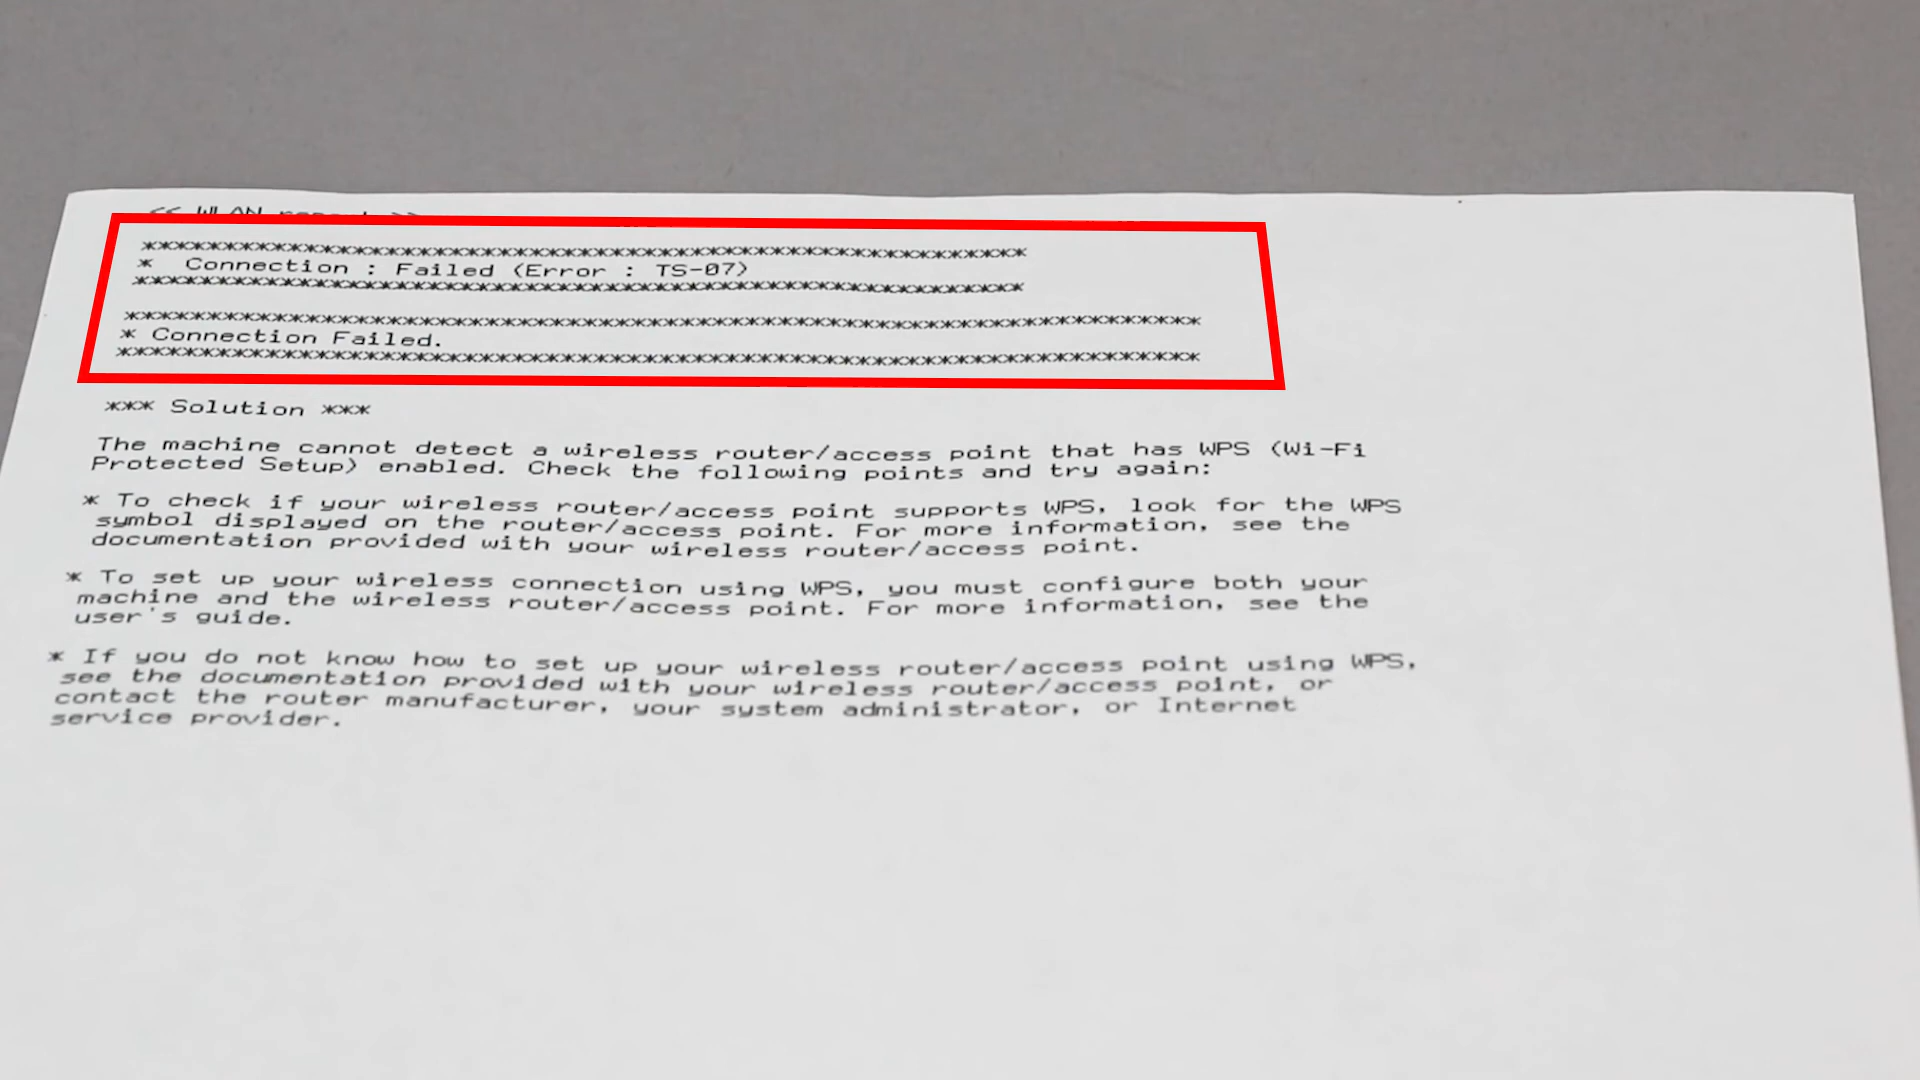 << WLAN report >>
******************************************************
*  Connection : Failed (Error : TS-07)
******************************************************
******************************************************************
* Connection Failed.
******************************************************************
*** Solution ***
The machine cannot detect a wireless router/access point that has WPS (Wi-Fi
Protected Setup) enabled. Check the following points and try again:
* To check if your wireless router/access point supports WPS, look for the WPS
symbol displayed on the router/access point. For more information, see the
documentation provided with your wireless router/access point.
* To set up your wireless connection using WPS, you must configure both your
machine and the wireless router/access point. For more information, see the
user's guide.
* If you do not know how to set up your wireless router/access point using WPS,
see the documentation provided with your wireless router/access point, or
contact the router manufacturer, your system administrator, or Internet
service provider.